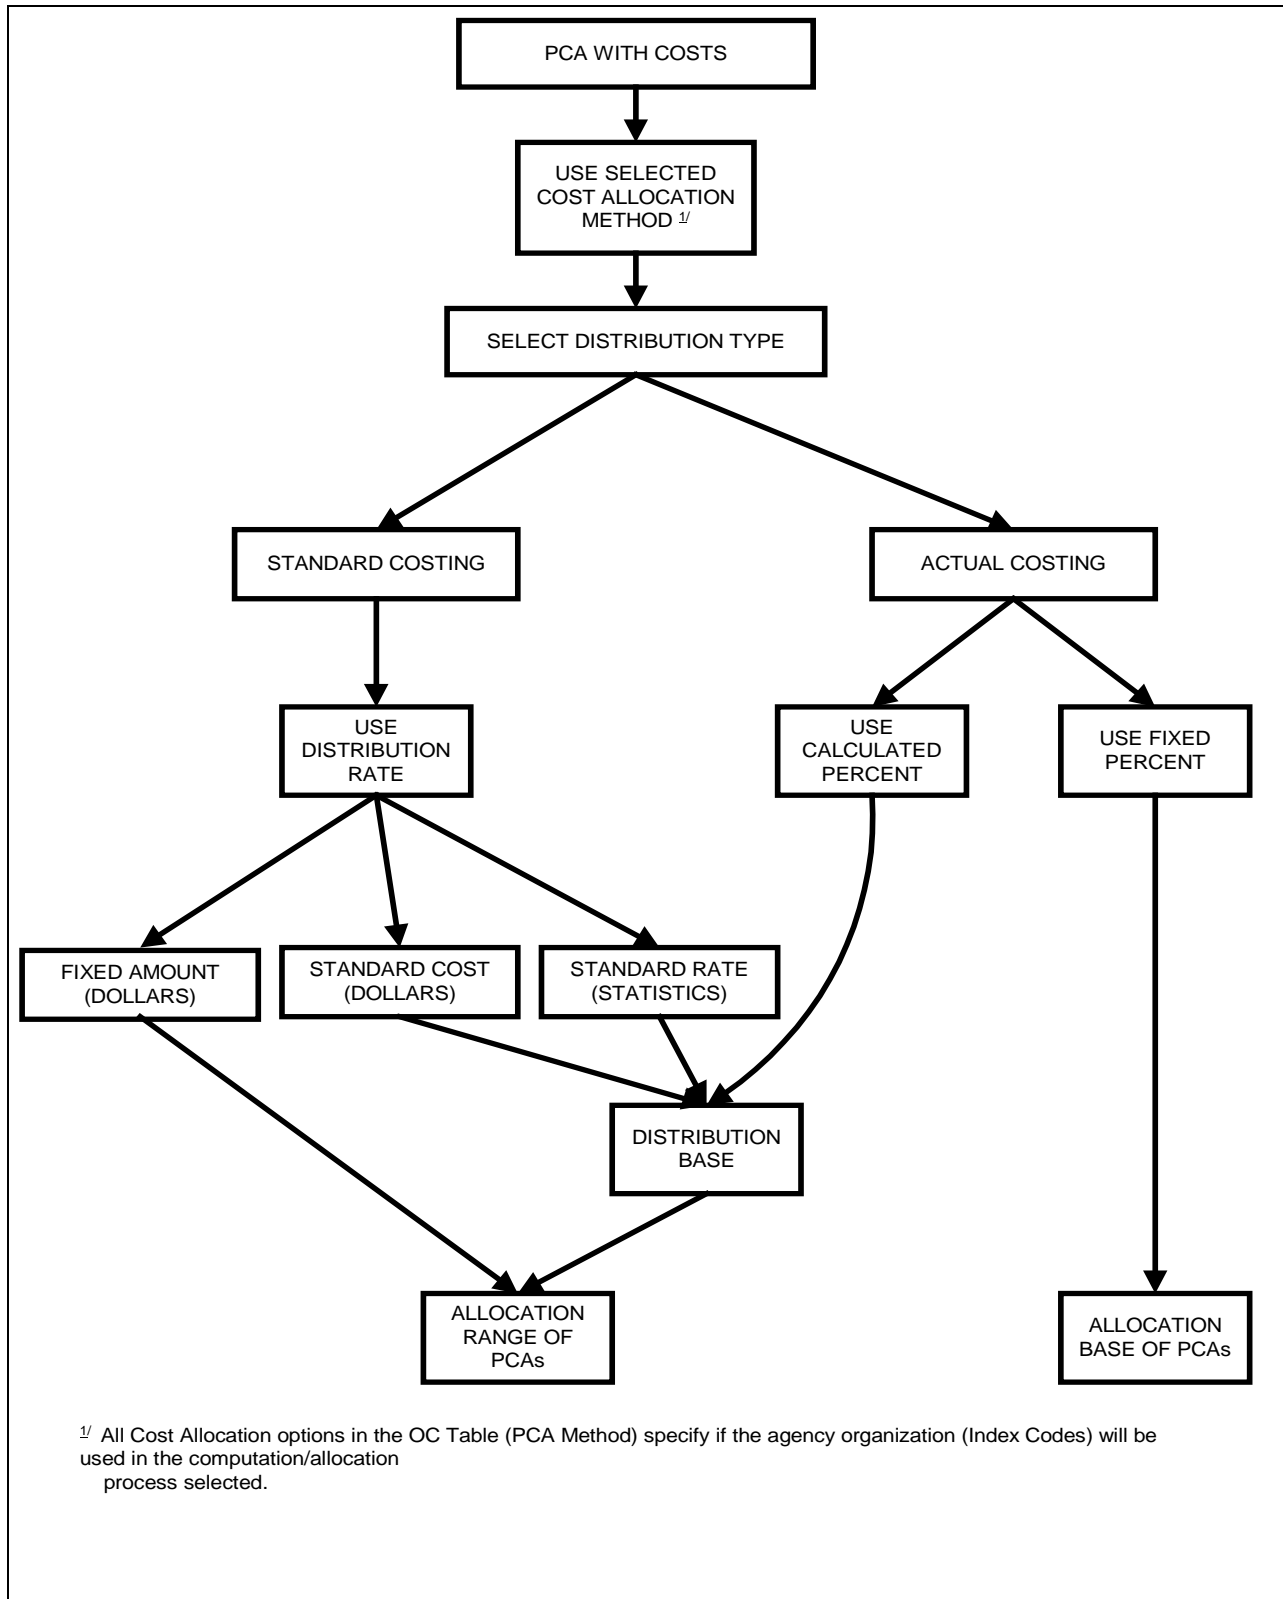 PCA WITH COSTS
USE SELECTED
COST ALLOCATION
METHOD 1/
SELECT DISTRIBUTION TYPE
STANDARD COSTING
ACTUAL COSTING
USE
DISTRIBUTION
RATE
USE
CALCULATED
PERCENT
USE FIXED
PERCENT
FIXED AMOUNT
(DOLLARS)
STANDARD COST
(DOLLARS)
STANDARD RATE
(STATISTICS)
DISTRIBUTION
BASE
ALLOCATION
RANGE OF
PCAs
ALLOCATION
BASE OF PCAs
1/ All Cost Allocation options in the OC Table (PCA Method) specify if the agency organization (Index Codes) will be
used in the computation/allocation
process selected.